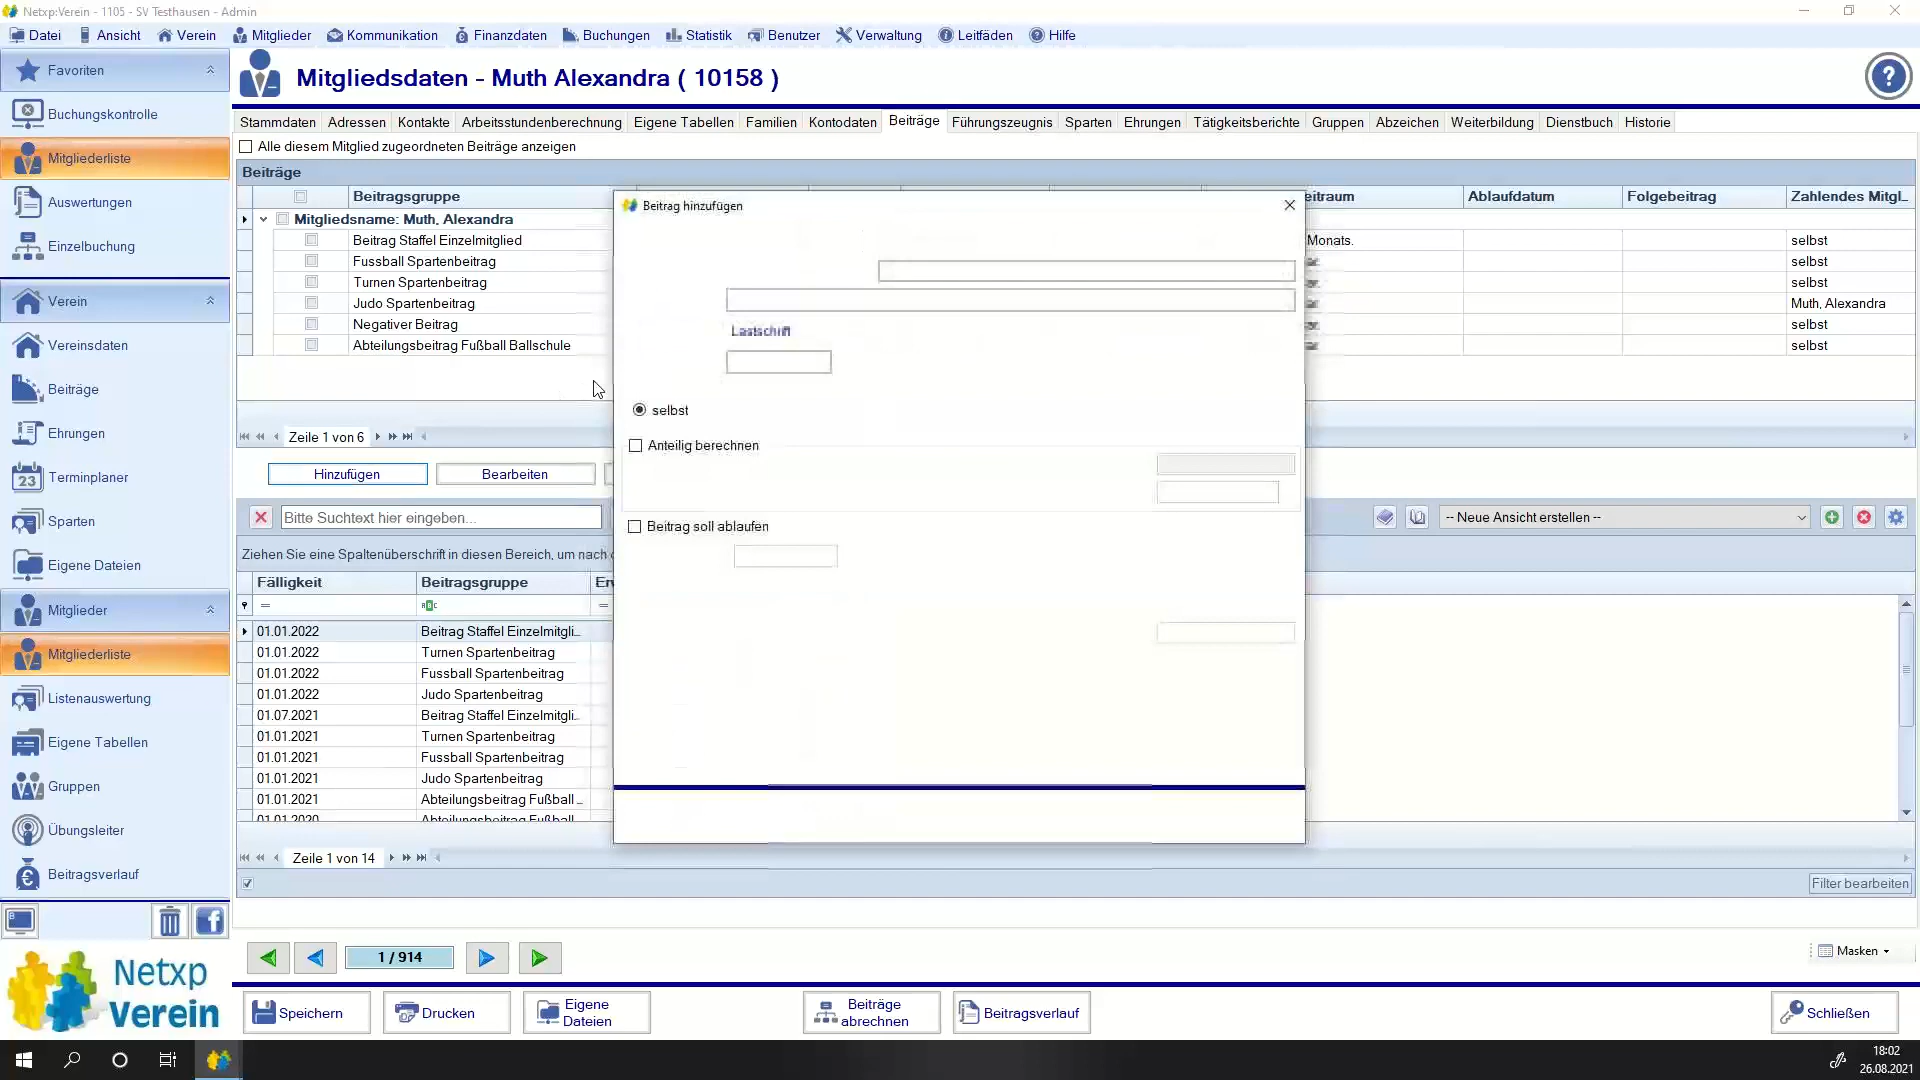 Netxp:Verein - 1105 - SV Testhausen - Admin
Datei Ansicht Verein Mitglieder Kommunikation Finanzdaten Buchungen Statistik Benutzer Verwaltung Leitfäden Hilfe
Favoriten
Buchungskontrolle
Mitgliederliste
Auswertungen
Einzelbuchung
Verein
Vereinsdaten
Beiträge
Ehrungen
23 Terminplaner
Sparten
Eigene Dateien
Mitglieder
Mitgliederliste
Listenauswertung
Eigene Tabellen
Gruppen
Übungsleiter
Beitragsverlauf
Netxp
Verein
Mitgliedsdaten - Muth Alexandra ( 10158 )
Stammdaten Adressen Kontakte Arbeitsstundenberechnung Eigene Tabellen Familien Kontodaten Beiträge Führungszeugnis Sparten Ehrungen Tätigkeitsberichte Gruppen Abzeichen Weiterbildung Dienstbuch Historie
Alle diesem Mitglied zugeordneten Beiträge anzeigen
Beiträge
Beitragsgruppe eitraum Ablaufdatum Folgebeitrag Zahlendes Mitgl...
Mitgliedsname: Muth, Alexandra
Beitrag Staffel Einzelmitglied Monats. selbst
Fussball Spartenbeitrag selbst
Turnen Spartenbeitrag selbst
Judo Spartenbeitrag Muth, Alexandra
Negativer Beitrag selbst
Abteilungsbeitrag Fußball Ballschule selbst
Zeile 1 von 6
Hinzufügen Bearbeiten
Beitrag hinzufügen
Lastschrift
selbst
Anteilig berechnen
Beitrag soll ablaufen
Bitte Suchtext hier eingeben... -- Neue Ansicht erstellen --
Ziehen Sie eine Spaltenüberschrift in diesen Bereich, um nach
Fälligkeit Beitragsgruppe
= ABC =
01.01.2022 Beitrag Staffel Einzelmitgli...
01.01.2022 Turnen Spartenbeitrag
01.01.2022 Fussball Spartenbeitrag
01.01.2022 Judo Spartenbeitrag
01.07.2021 Beitrag Staffel Einzelmitgli...
01.01.2021 Turnen Spartenbeitrag
01.01.2021 Fussball Spartenbeitrag
01.01.2021 Judo Spartenbeitrag
01.01.2021 Abteilungsbeitrag Fußball ...
01.01.2020 Abteilungsbeitrag Fußball
Zeile 1 von 14
Filter bearbeiten
1 / 914 Masken
Speichern Drucken Eigene Dateien Beiträge abrechnen Beitragsverlauf Schließen
18:02
26.08.2021